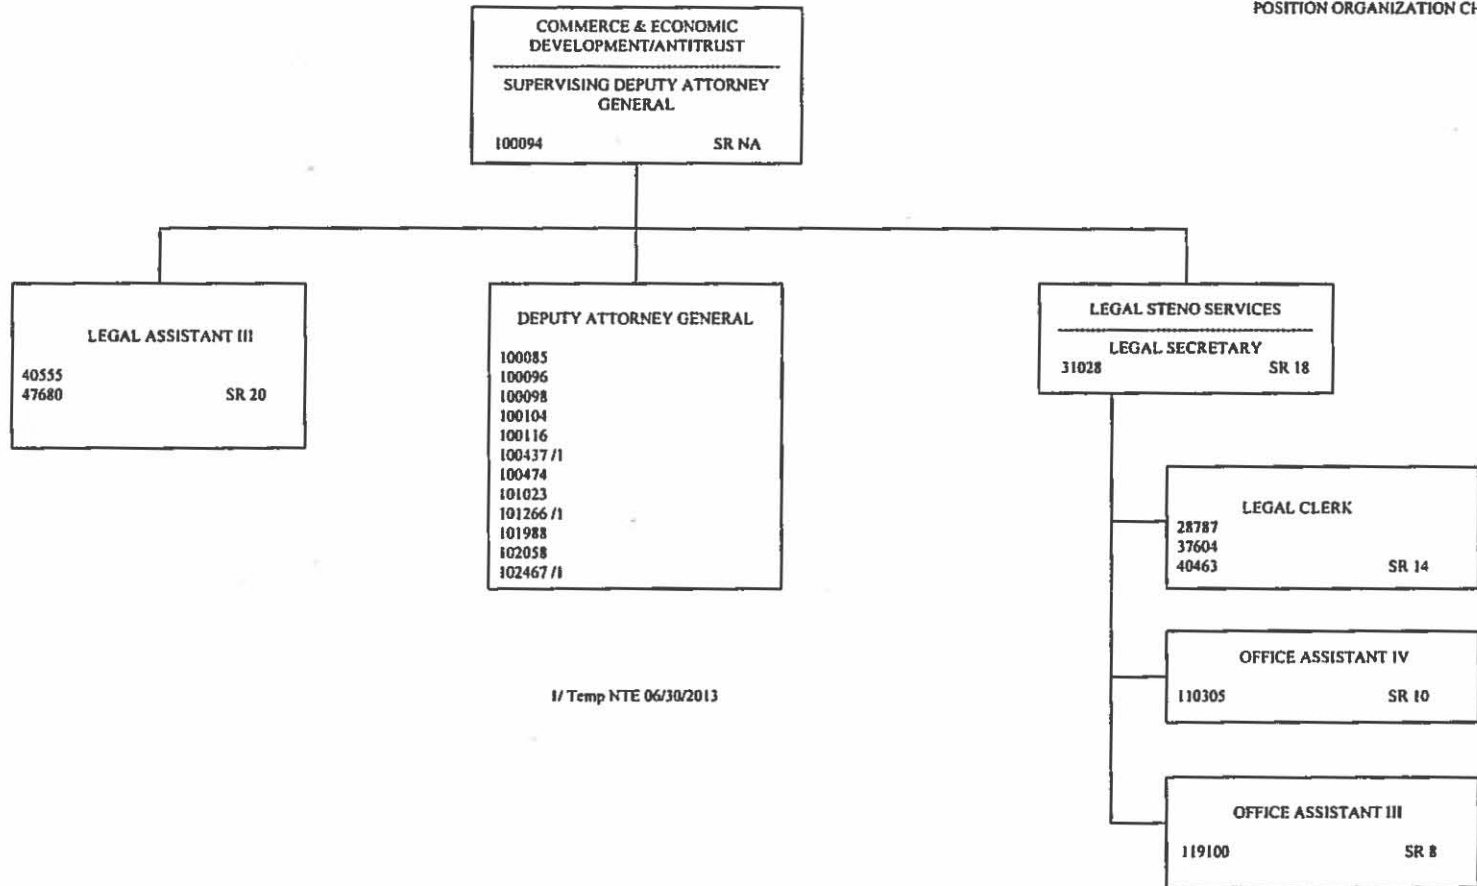 POSITION ORGANIZATION CH
COMMERCE & ECONOMIC
DEVELOPMENT/ANTITRUST
SUPERVISING DEPUTY ATTORNEY
GENERAL
100094 SR NA
LEGAL ASSISTANT III
40555
47680 SR 20
DEPUTY ATTORNEY GENERAL
100085
100096
100098
100104
100116
100437 /1
100474
101023
101266 /1
101988
102058
102467 /1
LEGAL STENO SERVICES
LEGAL SECRETARY
31028 SR 18
LEGAL CLERK
28787
37604
40463 SR 14
OFFICE ASSISTANT IV
110305 SR 10
OFFICE ASSISTANT III
119100 SR 8
1/ Temp NTE 06/30/2013